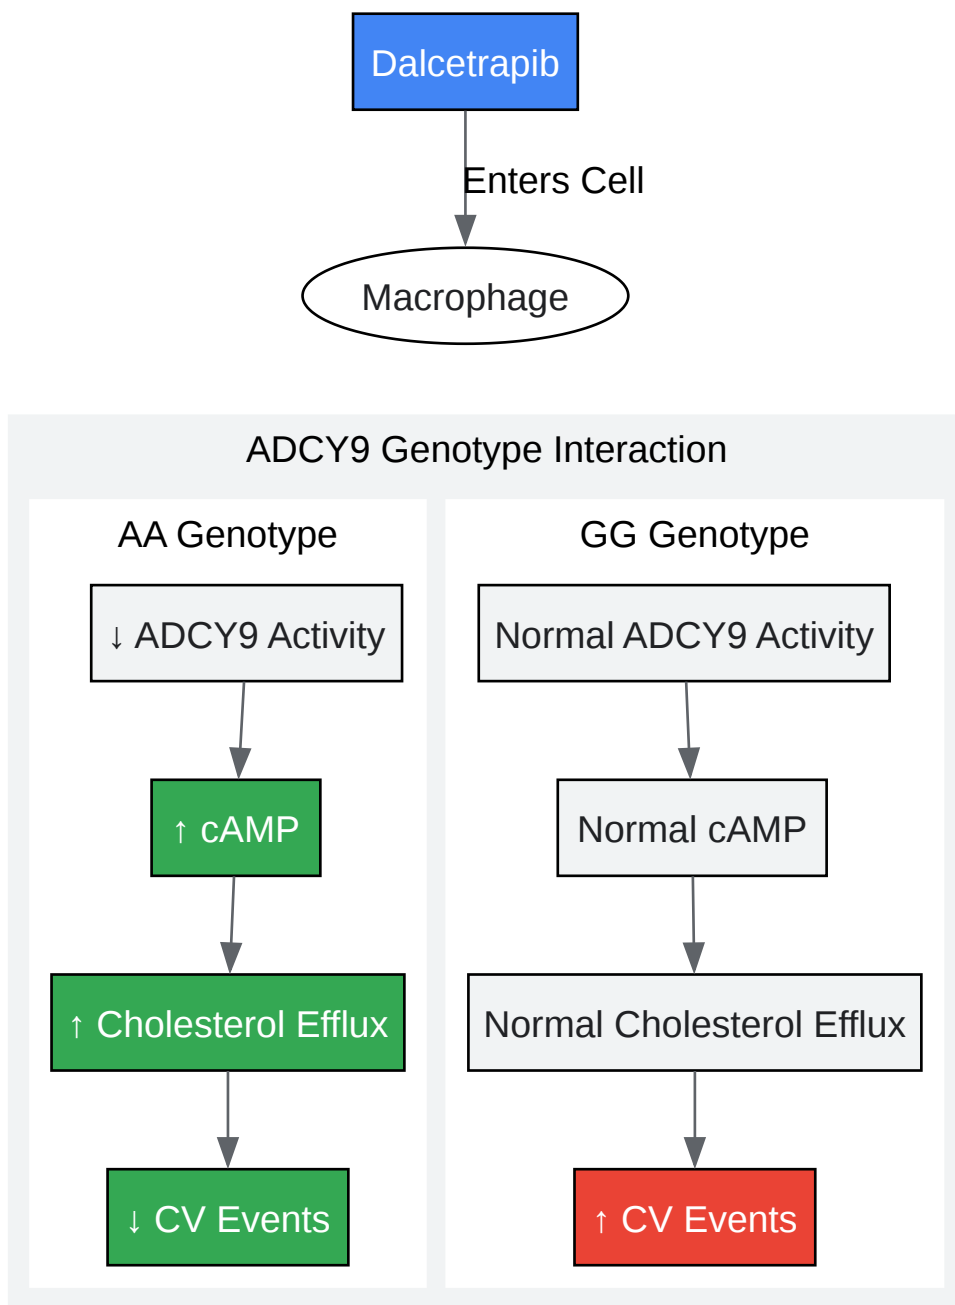 Dalcetrapib
Enters Cell
Macrophage
ADCY9 Genotype Interaction
AA Genotype
↓ ADCY9 Activity
↑ cAMP
↑ Cholesterol Efflux
↓ CV Events
GG Genotype
Normal ADCY9 Activity
Normal cAMP
Normal Cholesterol Efflux
↑ CV Events